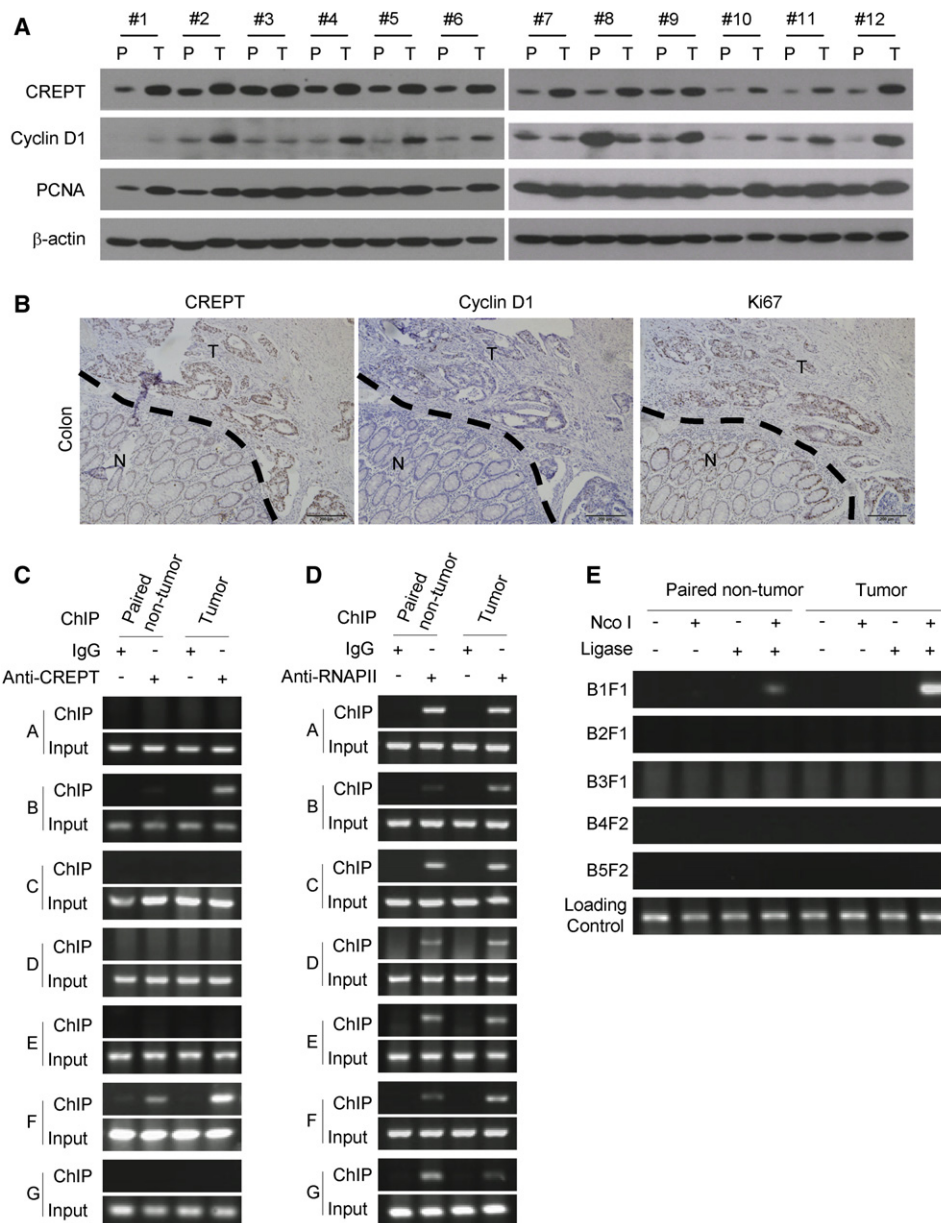 A
#1 #2 #3 #4 #5 #6 #7 #8 #9 #10 #11 #12
P T P T P T P T P T P T P T P T P T P T P T P T
CREPT
Cyclin D1
PCNA
β-actin
B
CREPT Cyclin D1 Ki67
Colon
T T T
N N N
C
Paired non-tumor Tumor
ChIP
IgG + - + -
Anti-CREPT - + - +
A ChIP
Input
B ChIP
Input
C ChIP
Input
D ChIP
Input
E ChIP
Input
F ChIP
Input
G ChIP
Input
D
Paired non-tumor Tumor
ChIP
IgG + - + -
Anti-RNAPII - + - +
A ChIP
Input
B ChIP
Input
C ChIP
Input
D ChIP
Input
E ChIP
Input
F ChIP
Input
G ChIP
Input
E
Paired non-tumor Tumor
Nco I - + - + - + - +
Ligase - - + + - - + +
B1F1
B2F1
B3F1
B4F2
B5F2
Loading
Control